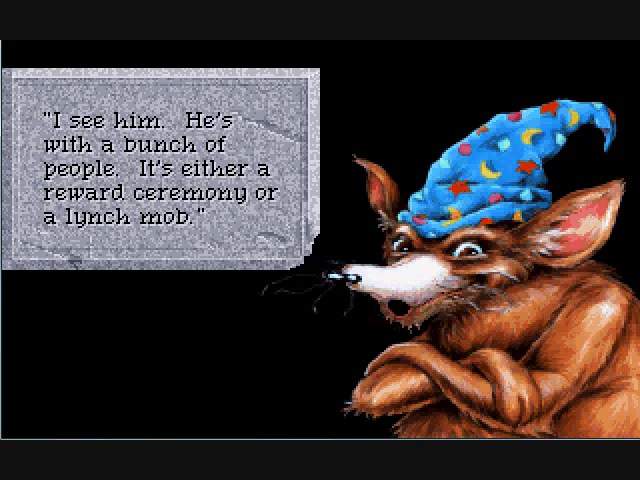 "I see him.  He's
with a bunch of
people.  It's either a
reward ceremony or
a lynch mob."